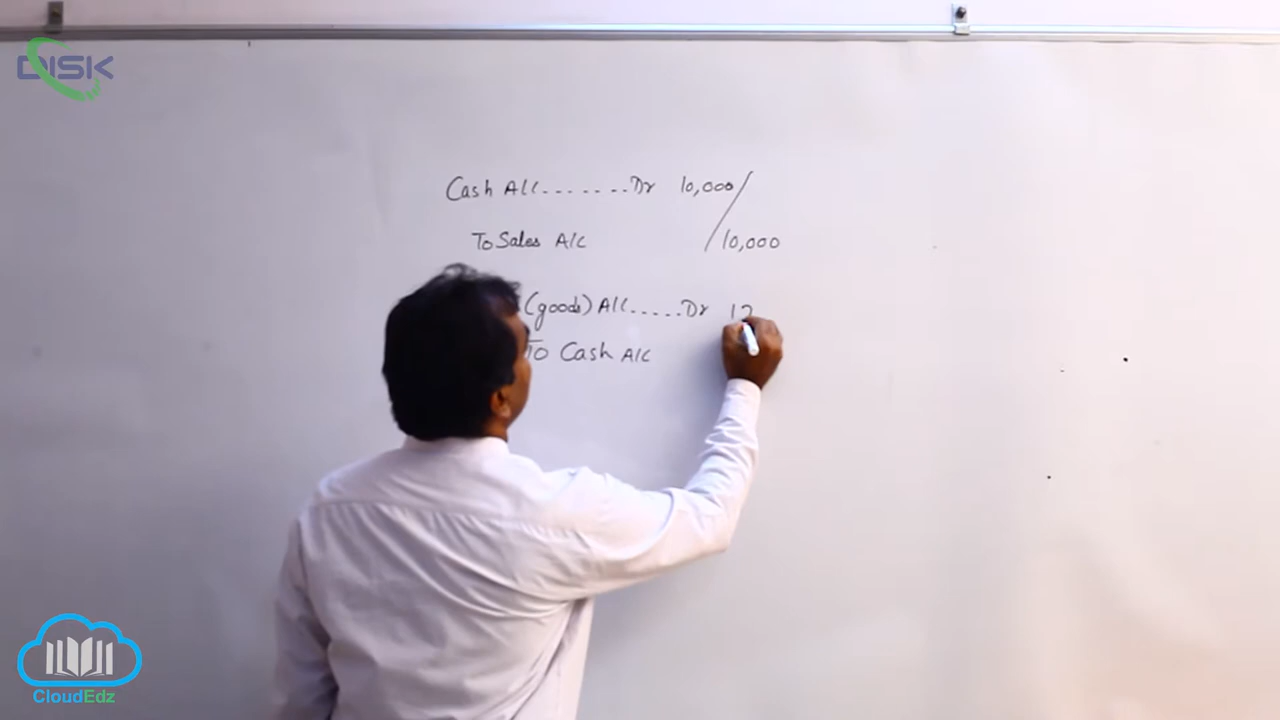 DISK
Cash A/C.......Dr 10,000/
To Sales A/C /10,000
(goods) A/C.....Dr 12
To Cash A/C
CloudEdz